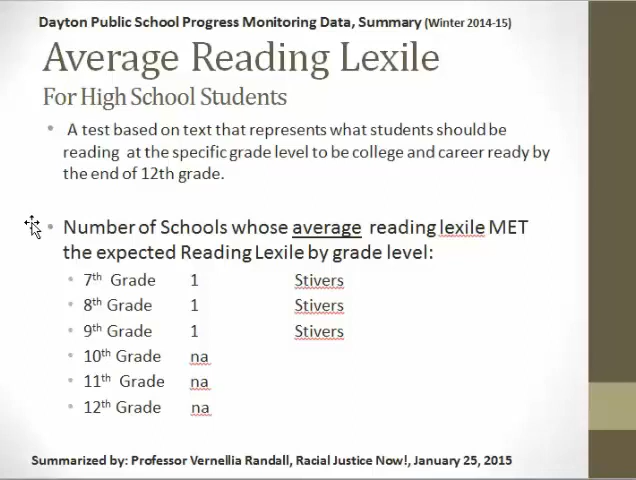 Dayton Public School Progress Monitoring Data, Summary (Winter 2014-15)
Average Reading Lexile
For High School Students
• A test based on text that represents what students should be
reading at the specific grade level to be college and career ready by
the end of 12th grade.
• Number of Schools whose average reading lexile MET
the expected Reading Lexile by grade level:
• 7th Grade 1 Stivers
• 8th Grade 1 Stivers
• 9th Grade 1 Stivers
• 10th Grade na
• 11th Grade na
• 12th Grade na
Summarized by: Professor Vernellia Randall, Racial Justice Now!, January 25, 2015